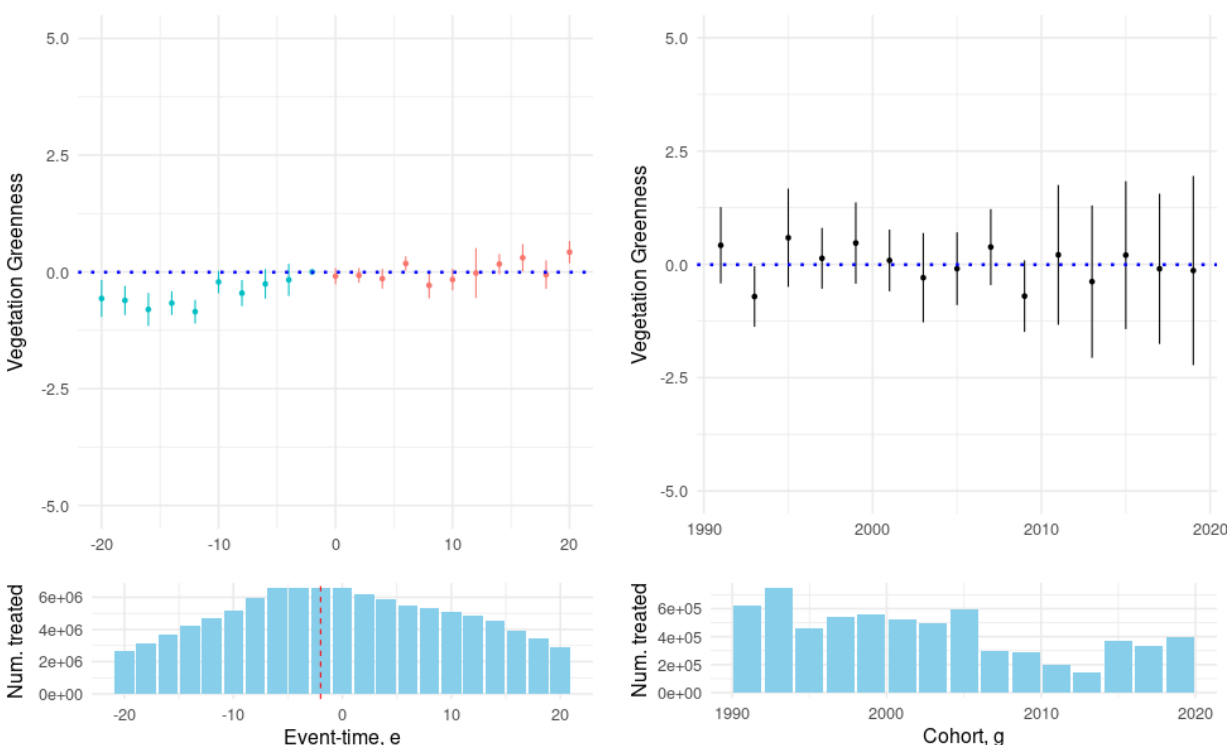 Vegetation Greenness
5.0
2.5
0.0
-2.5
-5.0
-20
-10
0
10
20
Vegetation Greenness
5.0
2.5
0.0
-2.5
-5.0
1990
2000
2010
2020
Num. treated
6e+06
4e+06
2e+06
0e+00
-20
-10
0
10
20
Event-time, e
Num. treated
6e+05
4e+05
2e+05
0e+00
1990
2000
2010
2020
Cohort, g